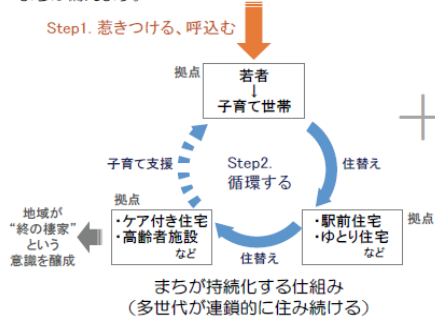 Step1. 惹きつける、呼込む
拠点
若者
↓
子育て世帯
子育て支援
Step2.
循環する
住替え
拠点
・ケア付き住宅
・高齢者施設
など
拠点
・駅前住宅
・ゆとり住宅
など
住替え
地域が
“終の棲家”
という
意識を醸成
まちが持続化する仕組み
（多世代が連鎖的に住み続ける）